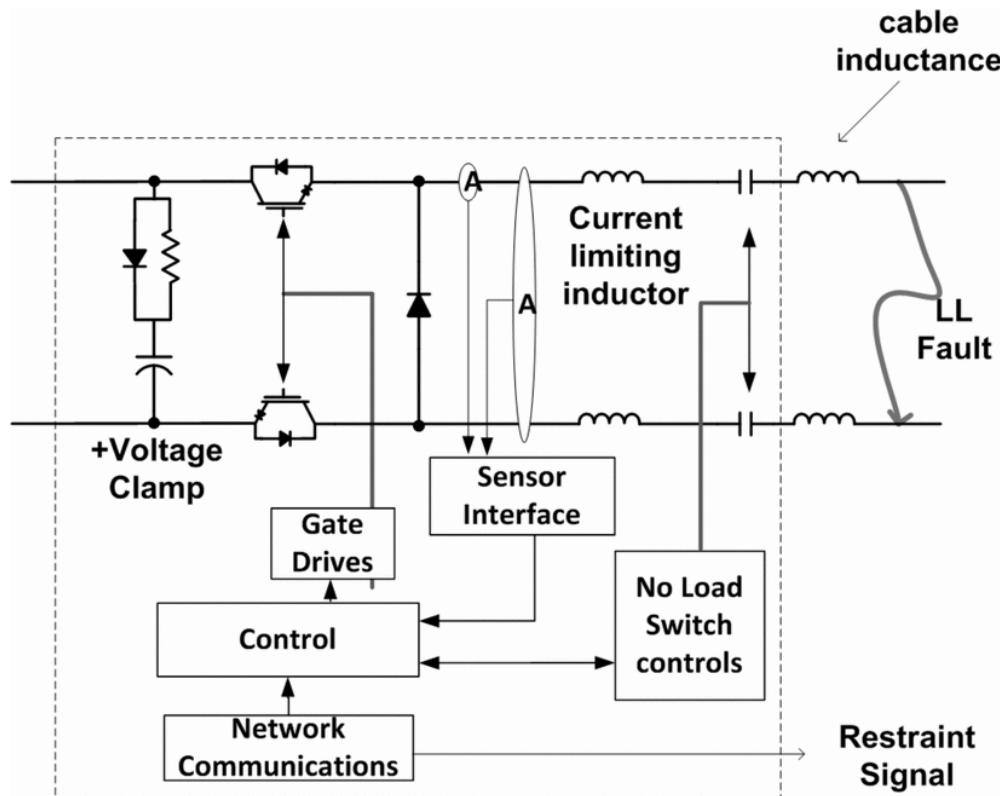 cable
inductance
A
A
Current
limiting
inductor
LL
Fault
+Voltage
Clamp
Sensor
Interface
Gate
Drives
No Load
Switch
controls
Control
Network
Communications
Restraint
Signal